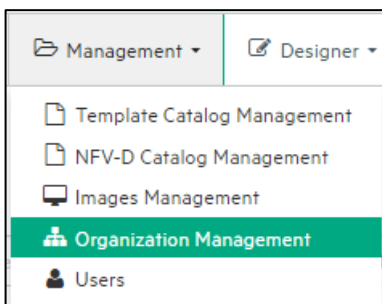 Management Designer
Template Catalog Management
NFV-D Catalog Management
Images Management
Organization Management
Users